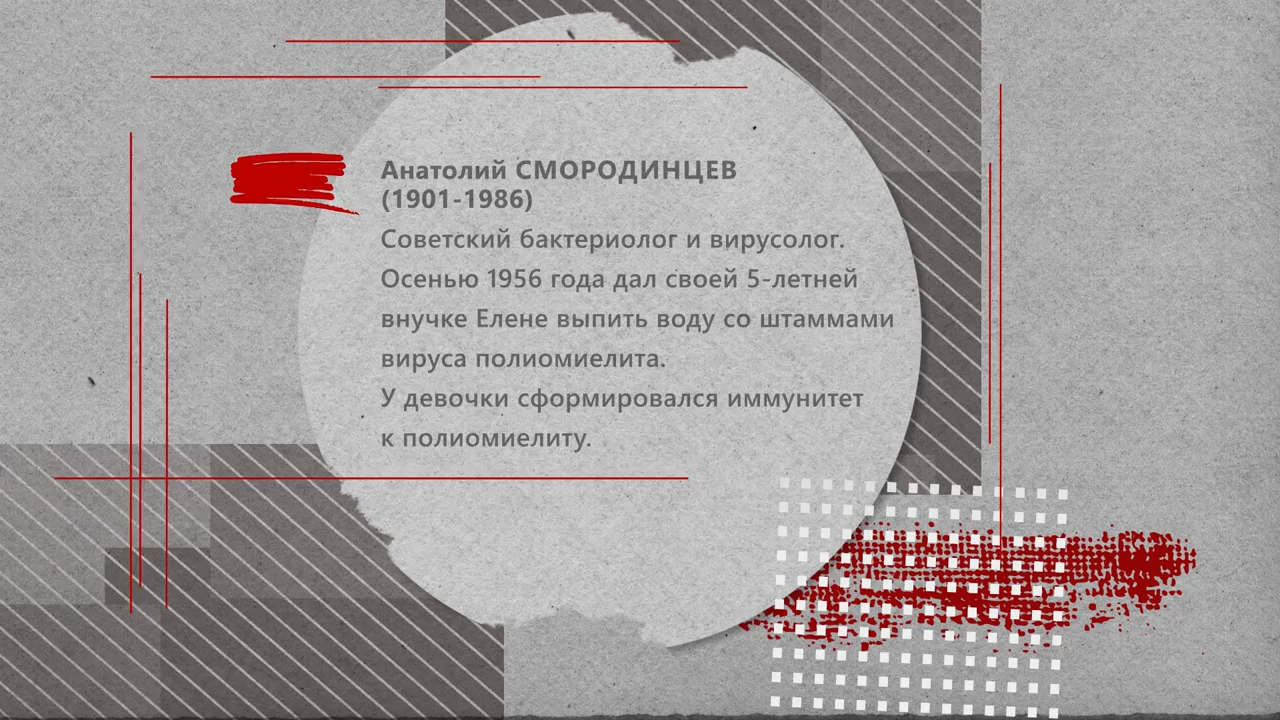 Анатолий СМОРОДИНЦЕВ
(1901-1986)
Советский бактериолог и вирусолог.
Осенью 1956 года дал своей 5-летней
внучке Елене выпить воду со штаммами
вируса полиомиелита.
У девочки сформировался иммунитет
к полиомиелиту.